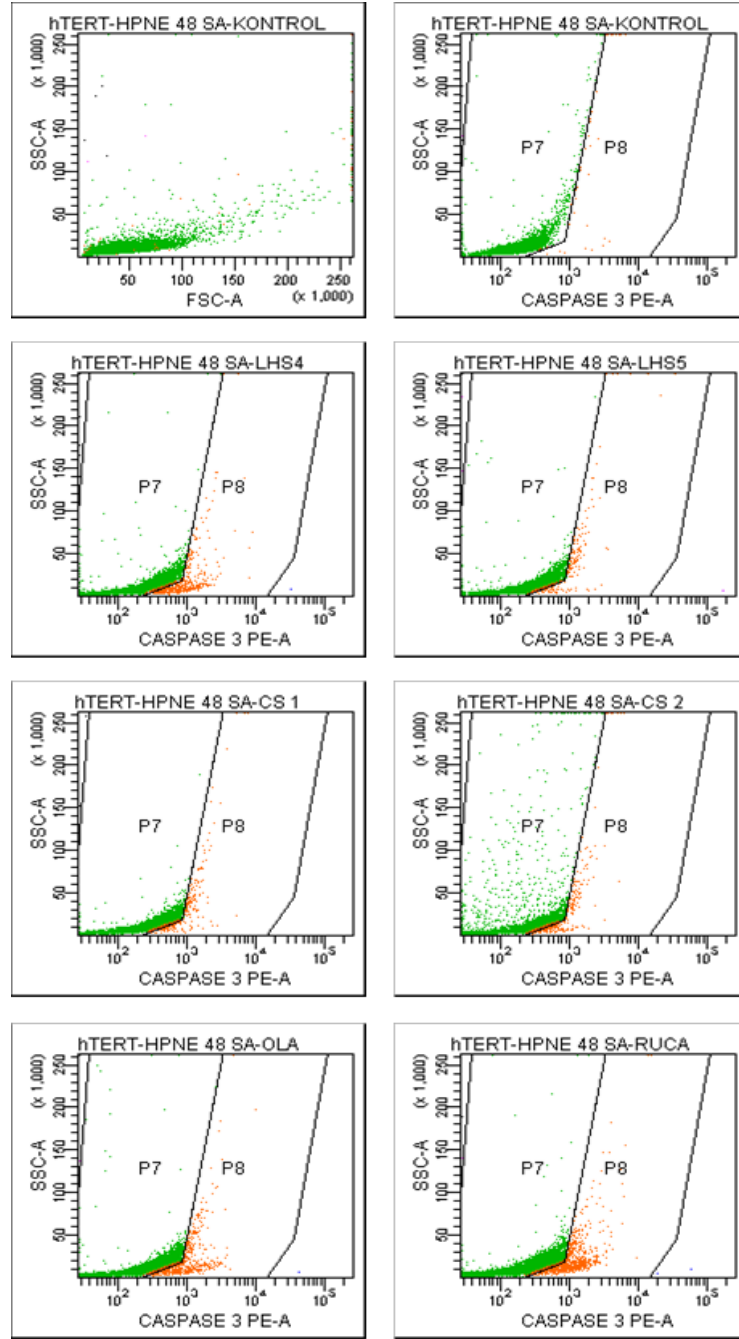 hTERT-HPNE 48 SA-KONTROL
(x 1,000)
SSC-A
250
200
150
100
50
50 100 150 200 250
FSC-A (x 1,000)
hTERT-HPNE 48 SA-KONTROL
(x 1,000)
SSC-A
250
200
150
100
50
P7 P8
10² 10³ 10⁴ 10⁵
CASPASE 3 PE-A
hTERT-HPNE 48 SA-LHS4
(x 1,000)
SSC-A
250
200
150
100
50
P7 P8
10² 10³ 10⁴ 10⁵
CASPASE 3 PE-A
hTERT-HPNE 48 SA-LHS5
(x 1,000)
SSC-A
250
200
150
100
50
P7 P8
10² 10³ 10⁴ 10⁵
CASPASE 3 PE-A
hTERT-HPNE 48 SA-CS 1
(x 1,000)
SSC-A
250
200
150
100
50
P7 P8
10² 10³ 10⁴ 10⁵
CASPASE 3 PE-A
hTERT-HPNE 48 SA-CS 2
(x 1,000)
SSC-A
250
200
150
100
50
P7 P8
10² 10³ 10⁴ 10⁵
CASPASE 3 PE-A
hTERT-HPNE 48 SA-OLA
(x 1,000)
SSC-A
250
200
150
100
50
P7 P8
10² 10³ 10⁴ 10⁵
CASPASE 3 PE-A
hTERT-HPNE 48 SA-RUCA
(x 1,000)
SSC-A
250
200
150
100
50
P7 P8
10² 10³ 10⁴ 10⁵
CASPASE 3 PE-A